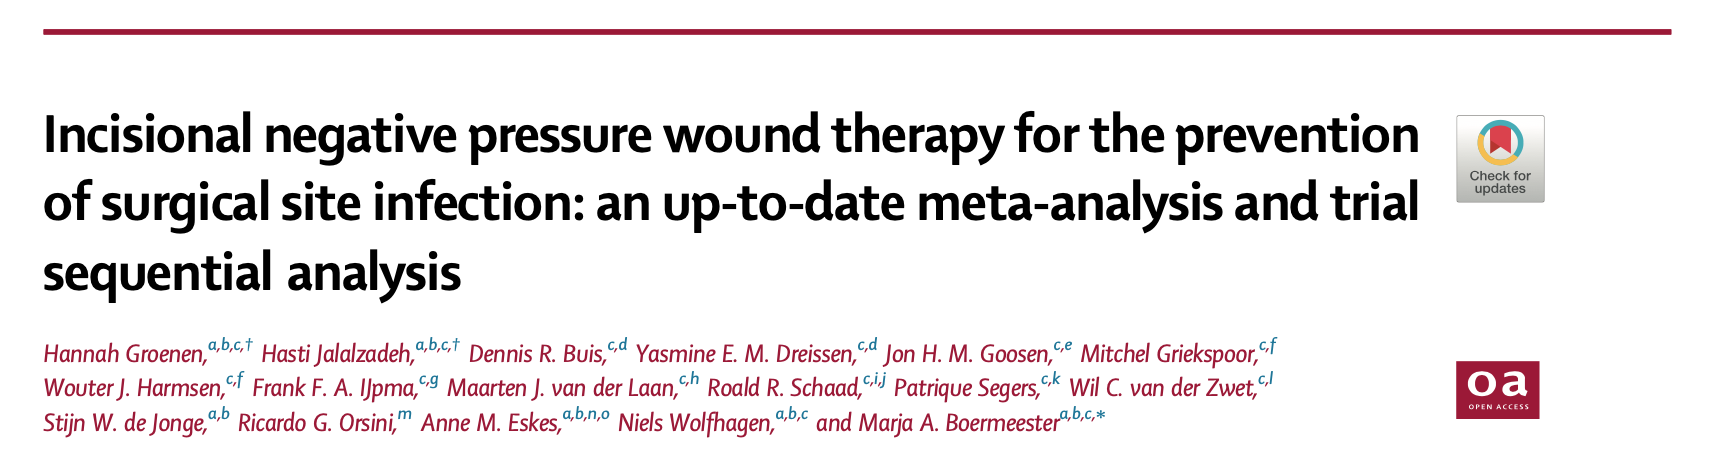 Incisional negative pressure wound therapy for the prevention
of surgical site infection: an up-to-date meta-analysis and trial
sequential analysis
Check for
updates
Hannah Groenen,a,b,c,† Hasti Jalalzadeh,a,b,c,† Dennis R. Buis,c,d Yasmine E. M. Dreissen,c,d Jon H. M. Goosen,c,e Mitchel Griekspoor,c,f
Wouter J. Harmsen,c,f Frank F. A. IJpma,c,g Maarten J. van der Laan,c,h Roald R. Schaad,c,i,j Patrique Segers,c,k Wil C. van der Zwet,c,l
Stijn W. de Jonge,a,b Ricardo G. Orsini,m Anne M. Eskes,a,b,n,o Niels Wolfhagen,a,b,c and Marja A. Boermeestera,b,c,∗
oa
OPEN ACCESS